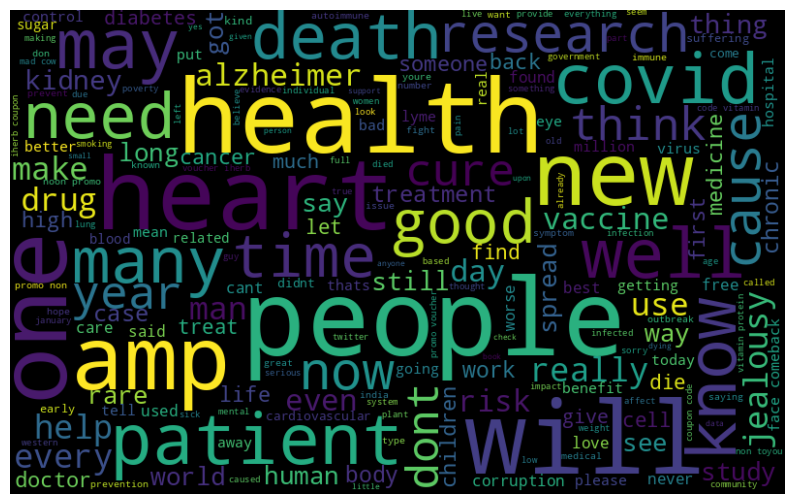 sugar
control
diabetes
got
death
research
kind
autoimmune
live
want
provide
everything
seem
making
yes
may
thing
don
mad cow
put
someone
back
government
part
immune
youre
suffering
come
kidney
alzheimer
real
found
something
covid
hospital
prevent
due
poverty
need
health
believe
evidence
individual
support
women
number
look
left
given
person
bad
lyme
fight
pain
lot
eye
code vitamin
old
think
million
virus
iherb coupon
better
smoking
small
long
cancer
much
full
died
upon
already
new
cause
medicine
noon promo
known
voucher iherb
make
heart
cure
treatment
true
issue
drug
say
good
vaccine
first
chronic
high
mean
related
let
lung
blood
guy
anyone
based
thought
symptom
infection
find
well
age
called
one
many
time
day
spread
promo non
hope
january
year
cant
didnt
thats
still
worse
getting
best
free
care
case
said
man
treat
people
promo voucher
outbreak
infected
use
know
vitamin protein
twitter
check
dying
amp
now
great
serious
going
work
really
sorry
way
today
jealousy
face comeback
rare
life
even
india
system
risk
benefit
die
saying
early
tell
used
sick
mental
cardiovascular
plant
impact
affect
coupon code
help
patient
dont
children
will
give
cell
break
data
western
every
away
type
weight
love
see
non toyou
doctor
prevention
world
caused
little
human
body
low
medical
corruption
please
never
study
community